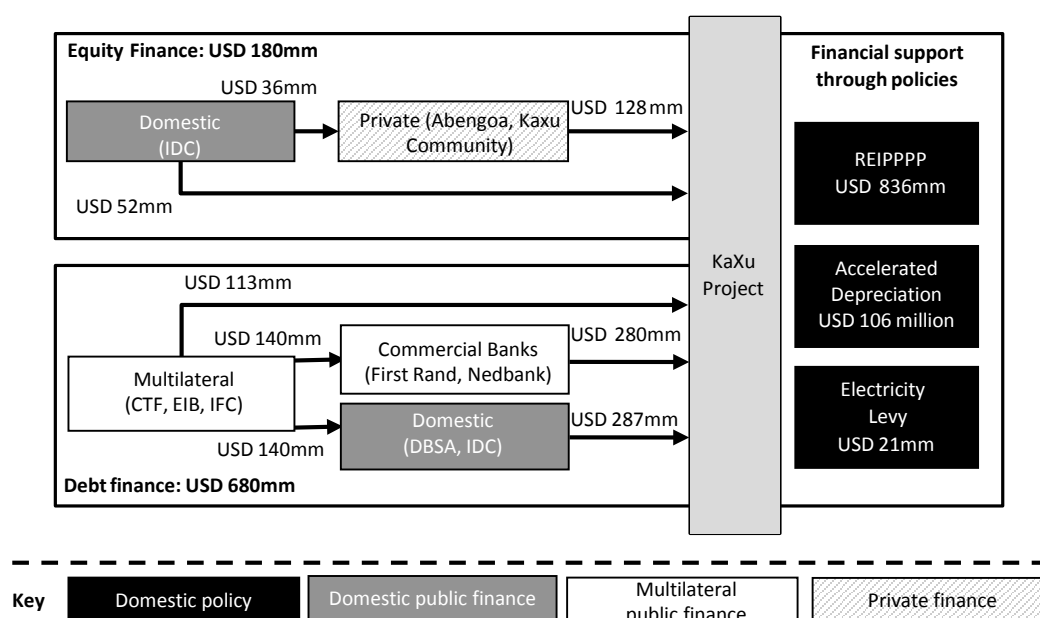 Equity Finance: USD 180mm
USD 36mm
Domestic
(IDC)
Private (Abengoa, Kaxu
Community)
USD 128mm
USD 52mm
USD 113mm
USD 140mm
Multilateral
(CTF, EIB, IFC)
Commercial Banks
(First Rand, Nedbank)
USD 280mm
USD 140mm
Domestic
(DBSA, IDC)
USD 287mm
Debt finance: USD 680mm
KaXu
Project
Financial support
through policies
REIPPPP
USD 836mm
Accelerated
Depreciation
USD 106 million
Electricity
Levy
USD 21mm
Key
Domestic policy
Domestic public finance
Multilateral
public finance
Private finance